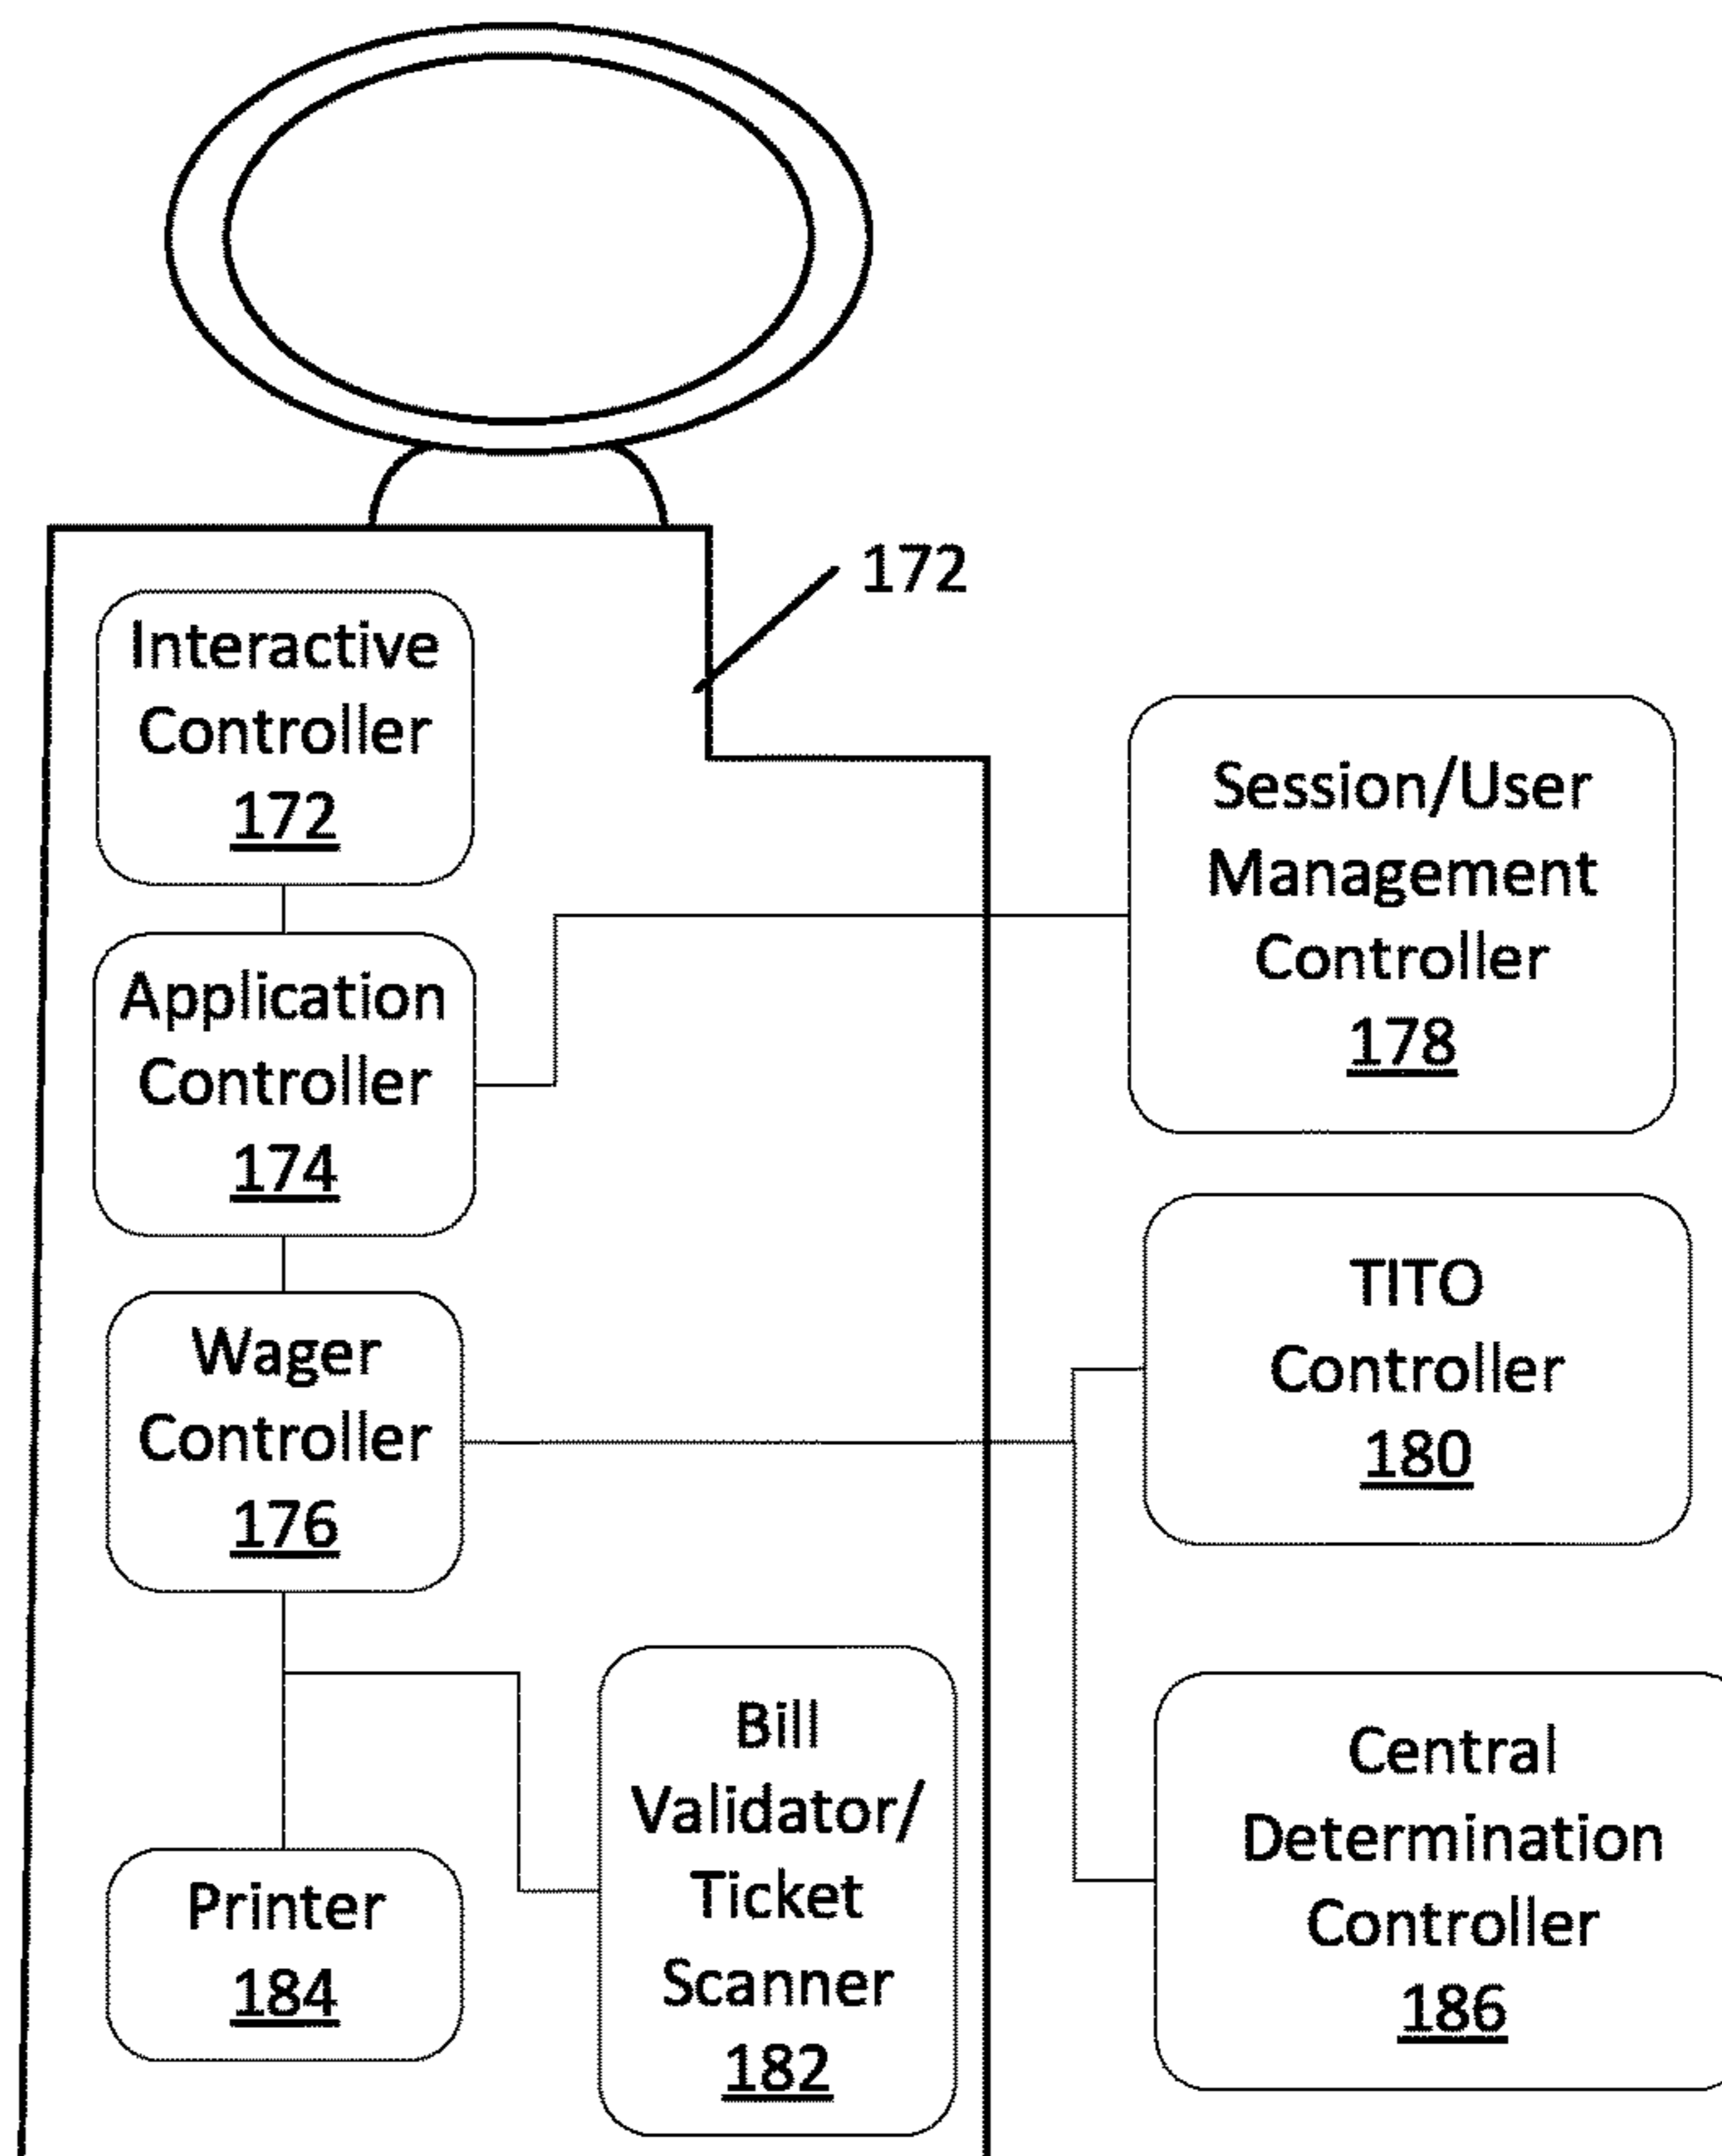 172
Interactive
Controller
172
Application
Controller
174
Wager
Controller
176
Printer
184
Bill
Validator/
Ticket
Scanner
182
Session/User
Management
Controller
178
TITO
Controller
180
Central
Determination
Controller
186